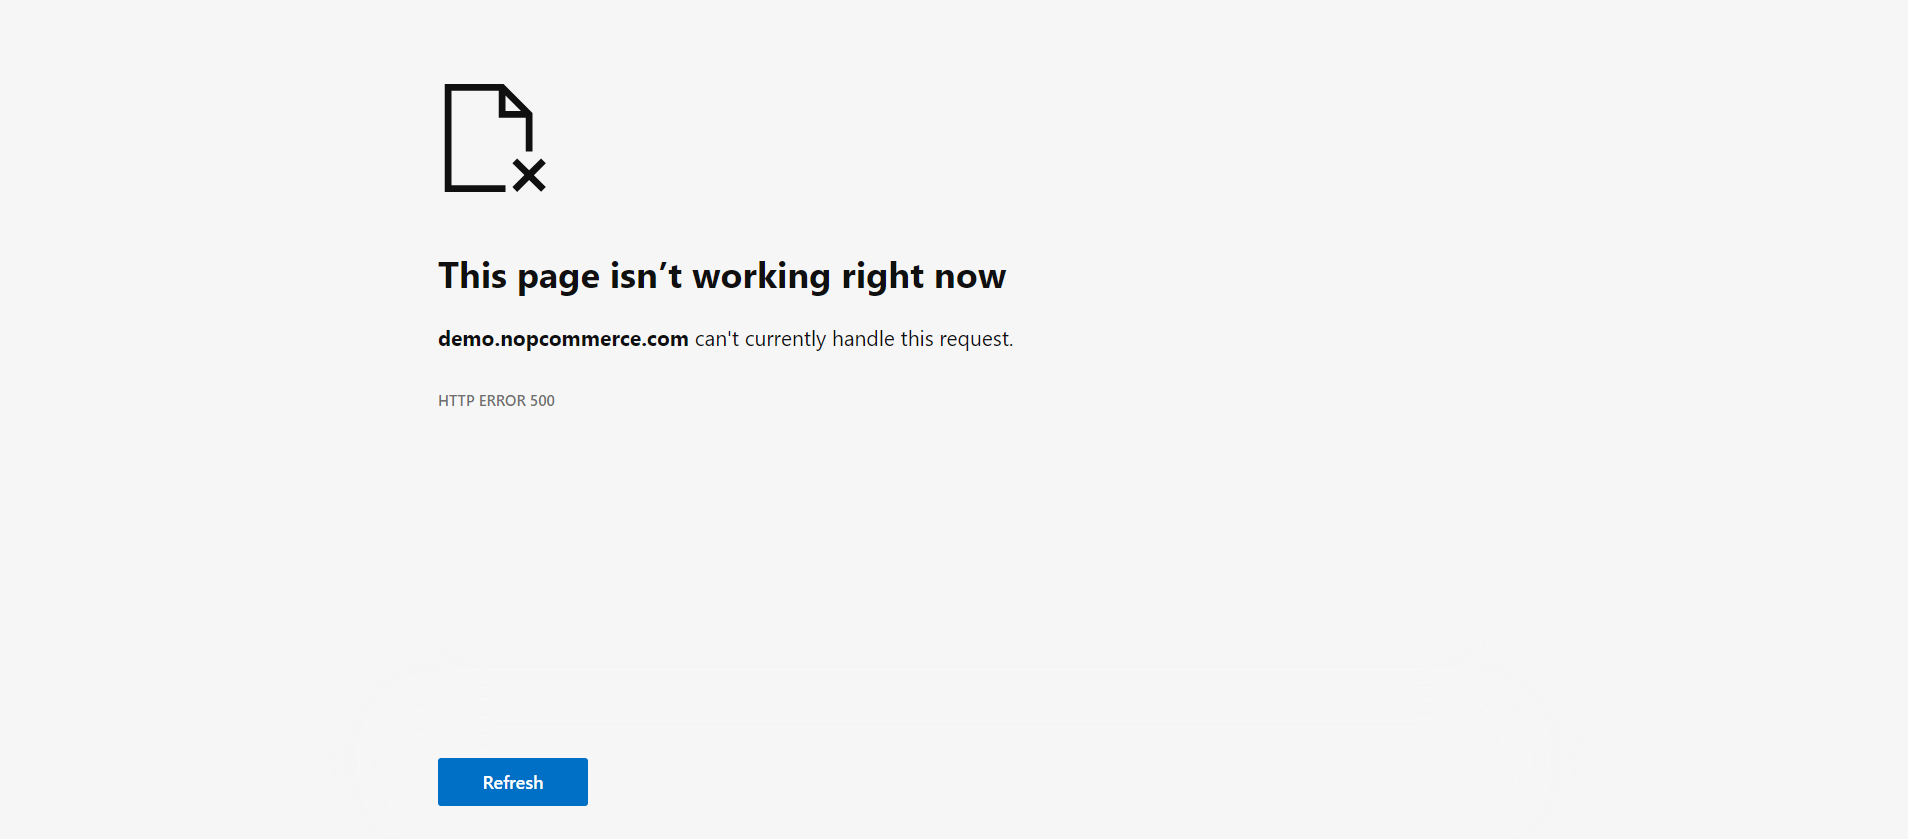 This page isn’t working right now
demo.nopcommerce.com can't currently handle this request.
HTTP ERROR 500
Refresh